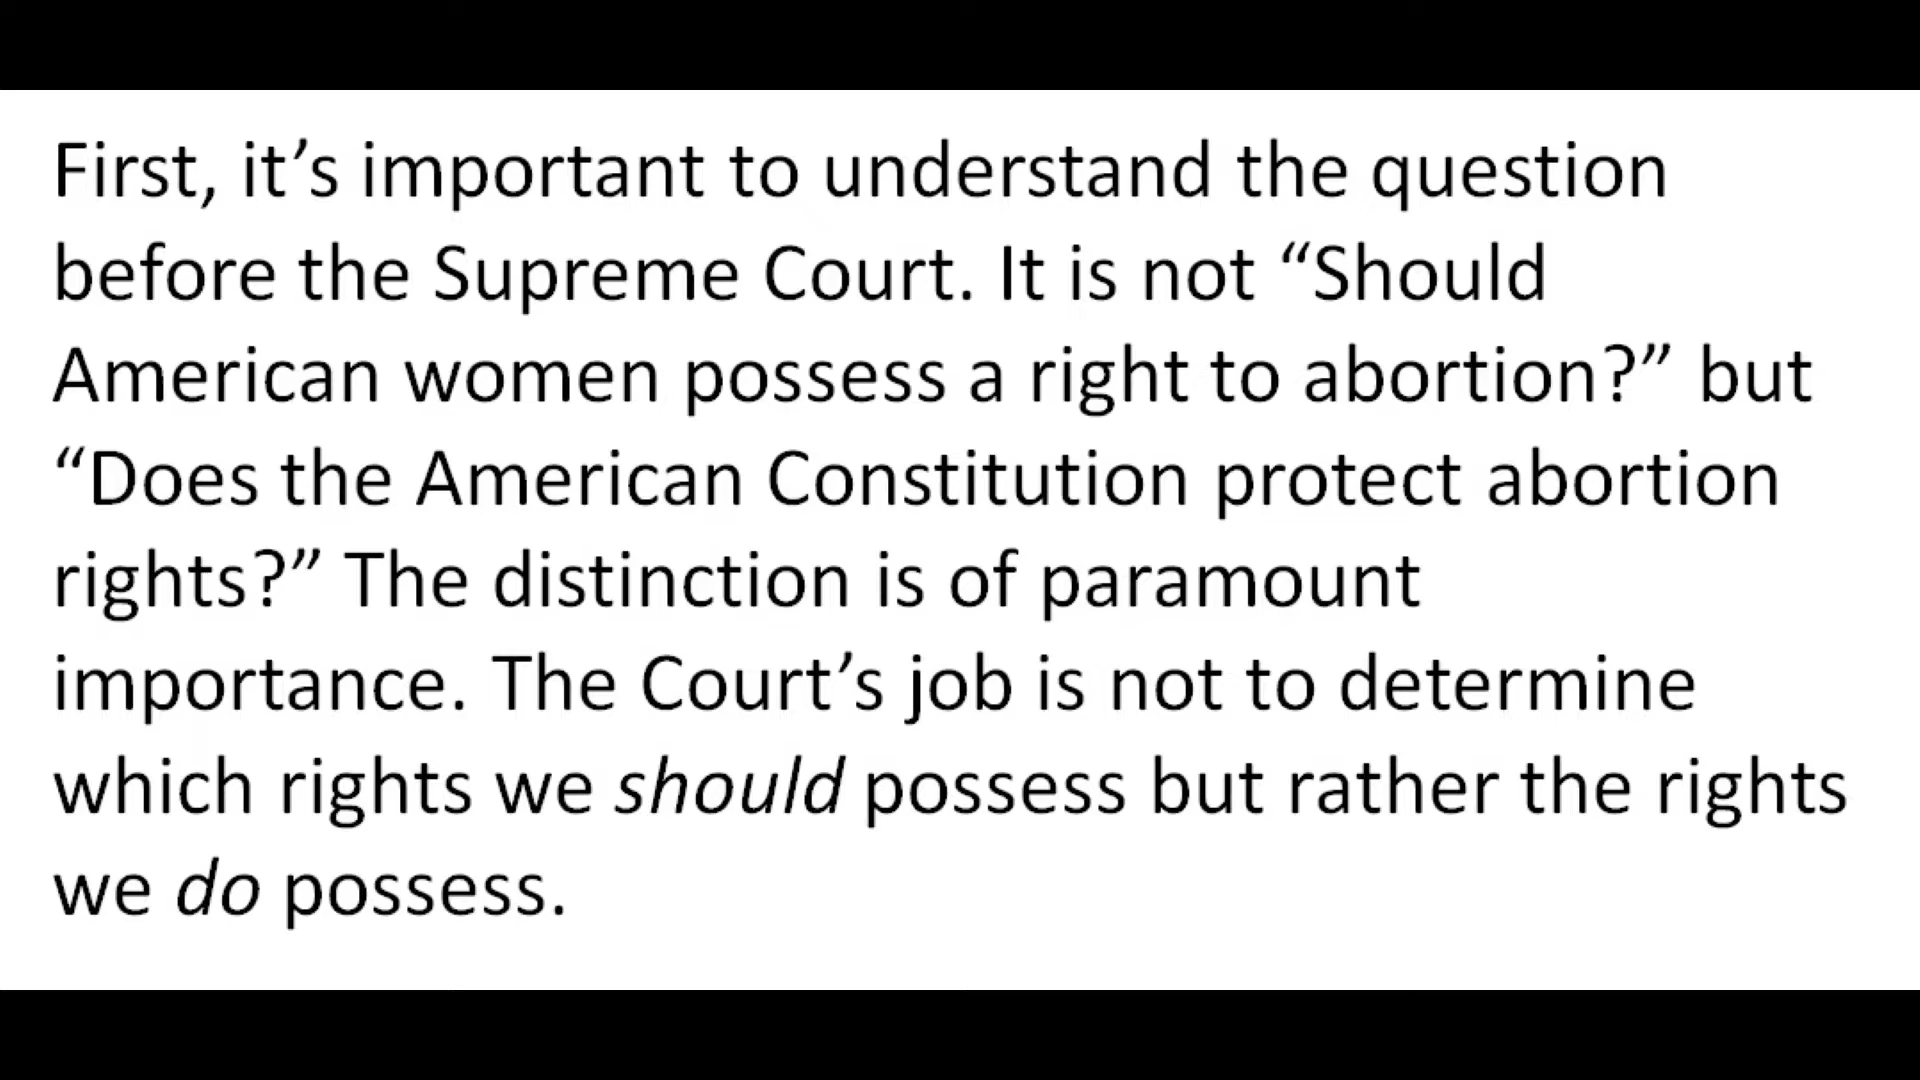 First, it’s important to understand the question
before the Supreme Court. It is not “Should
American women possess a right to abortion?” but
“Does the American Constitution protect abortion
rights?” The distinction is of paramount
importance. The Court’s job is not to determine
which rights we should possess but rather the rights
we do possess.